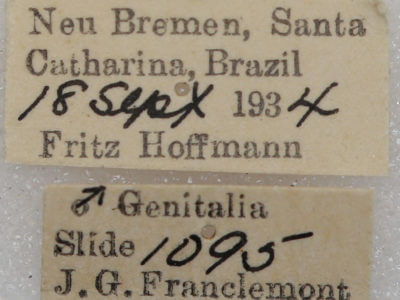 Neu Bremen, Santa
Catharina, Brazil
18 Sept 1934
Fritz Hoffmann
♂ Genitalia
Slide 1095
J. G. Franclemont